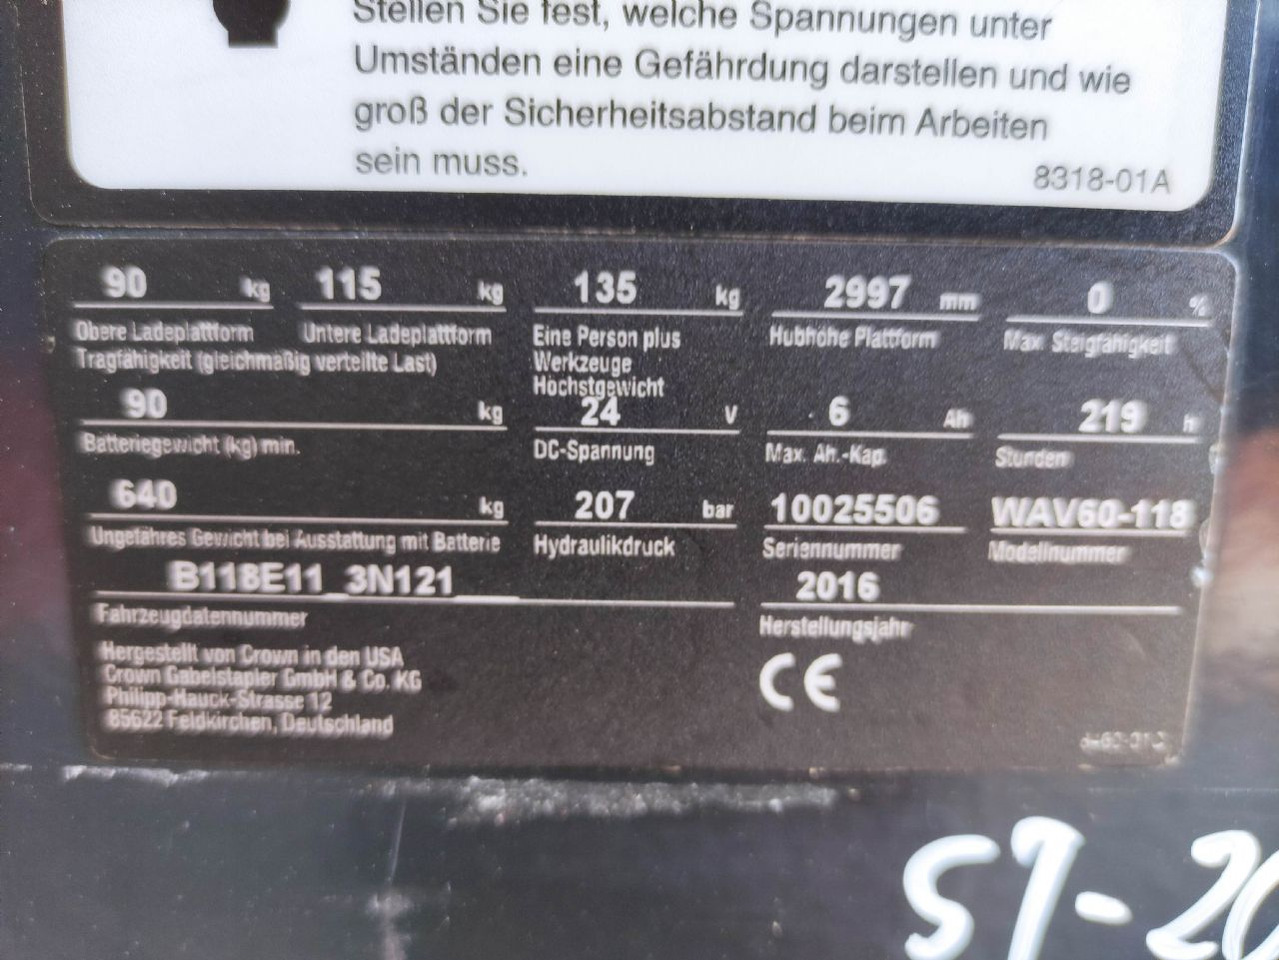 Stellen Sie fest, welche Spannungen unter
Umständen eine Gefährdung darstellen und wie
groß der Sicherheitsabstand beim Arbeiten
sein muss.
8318-01A
90 kg 115 kg 135 kg 2997 mm 0 %
Obere Ladeplattform Untere Ladeplattform Eine Person plus Hubhöhe Plattform Max. Steigfähigkeit
Tragfähigkeit (gleichmäßig verteilte Last) Werkzeuge
Höchstgewicht
90 kg 24 V 6 Ah 219 h
Batteriegewicht (kg) min. DC-Spannung Max. Ah.-Kap. Stunden
640 kg 207 bar 10025506 WAV60-118
Ungefähres Gewicht bei Ausstattung mit Batterie Hydraulikdruck Seriennummer Modellnummer
B118E11_3N121___ 2016
Fahrzeugdatennummer Herstellungsjahr
Hergestellt von Crown in den USA
Crown Gabelstapler GmbH & Co. KG
Philipp-Hauck-Strasse 12
85622 Feldkirchen, Deutschland
CE